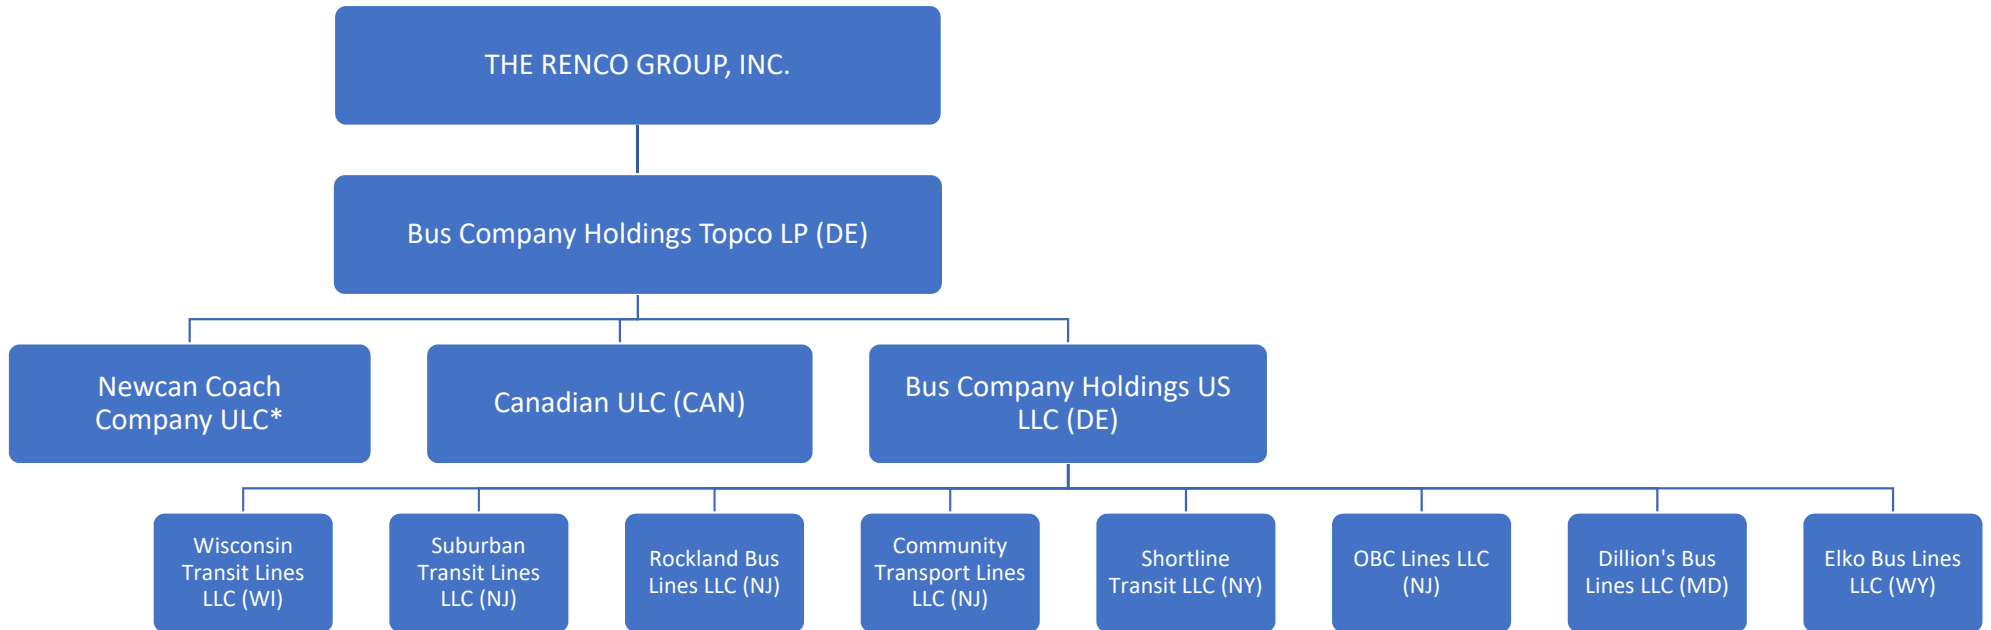 THE RENCO GROUP, INC.
Bus Company Holdings Topco LP (DE)
Newcan Coach
Company ULC*
Canadian ULC (CAN)
Bus Company Holdings US
LLC (DE)
Wisconsin
Transit Lines
LLC (WI)
Suburban
Transit Lines
LLC (NJ)
Rockland Bus
Lines LLC (NJ)
Community
Transport Lines
LLC (NJ)
Shortline
Transit LLC (NY)
OBC Lines LLC
(NJ)
Dillion's Bus
Lines LLC (MD)
Elko Bus Lines
LLC (WY)